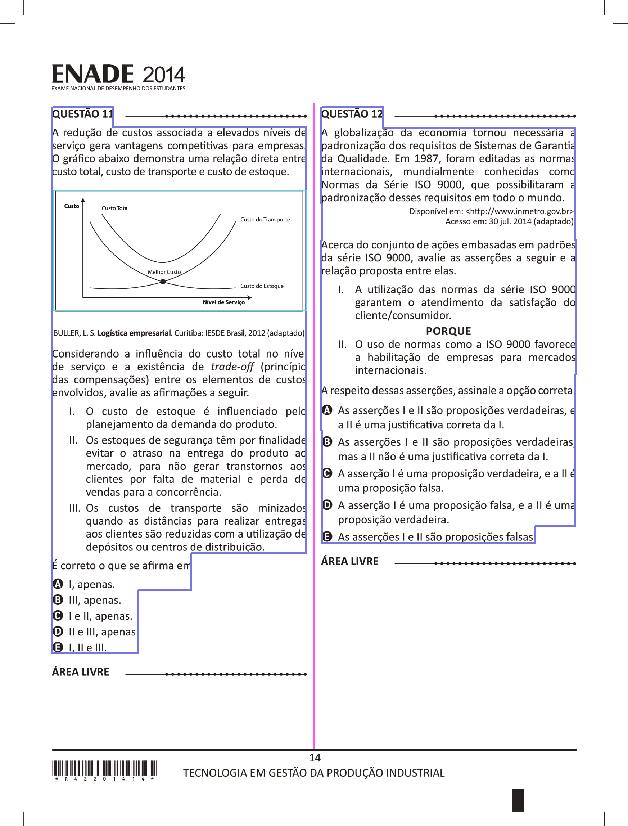 ENADE 2014
EXAME NACIONAL DE DESEMPENHO DOS ESTUDANTES
QUESTÃO 11
A redução de custos associada a elevados níveis de
serviço gera vantagens competitivas para empresas.
O gráfico abaixo demonstra uma relação direta entre
custo total, custo de transporte e custo de estoque.
Custo
Custo Total
Custo de Transporte
Melhor Custo
Custo de Estoque
Nível de Serviço
BULLER, L. S. Logística empresarial. Curitiba: IESDE Brasil, 2012 (adaptado)
Considerando a influência do custo total no níve
de serviço e a existência de trade-off (princípio
das compensações) entre os elementos de custos
envolvidos, avalie as afirmações a seguir.
I. O custo de estoque é influenciado pelo
planejamento da demanda do produto.
II. Os estoques de segurança têm por finalidade
evitar o atraso na entrega do produto ao
mercado, para não gerar transtornos aos
clientes por falta de material e perda de
vendas para a concorrência.
III. Os custos de transporte são minizados
quando as distâncias para realizar entregas
aos clientes são reduzidas com a utilização de
depósitos ou centros de distribuição.
É correto o que se afirma em
A I, apenas.
B III, apenas.
C I e II, apenas.
D II e III, apenas
E I, II e III.
ÁREA LIVRE
QUESTÃO 12
A globalização da economia tornou necessária a
padronização dos requisitos de Sistemas de Garantia
da Qualidade. Em 1987, foram editadas as normas
internacionais, mundialmente conhecidas como
Normas da Série ISO 9000, que possibilitaram a
padronização desses requisitos em todo o mundo.
Disponível em: <http://www.inmetro.gov.br>
Acesso em: 30 jul. 2014 (adaptado)
Acerca do conjunto de ações embasadas em padrões
da série ISO 9000, avalie as asserções a seguir e a
relação proposta entre elas.
I. A utilização das normas da série ISO 9000
garantem o atendimento da satisfação do
cliente/consumidor.
PORQUE
II. O uso de normas como a ISO 9000 favorece
a habilitação de empresas para mercados
internacionais.
A respeito dessas asserções, assinale a opção correta
A As asserções I e II são proposições verdadeiras, e
a II é uma justificativa correta da I.
B As asserções I e II são proposições verdadeiras,
mas a II não é uma justificativa correta da I.
C A asserção I é uma proposição verdadeira, e a II é
uma proposição falsa.
D A asserção I é uma proposição falsa, e a II é uma
proposição verdadeira.
E As asserções I e II são proposições falsas
ÁREA LIVRE
14
TECNOLOGIA EM GESTÃO DA PRODUÇÃO INDUSTRIAL